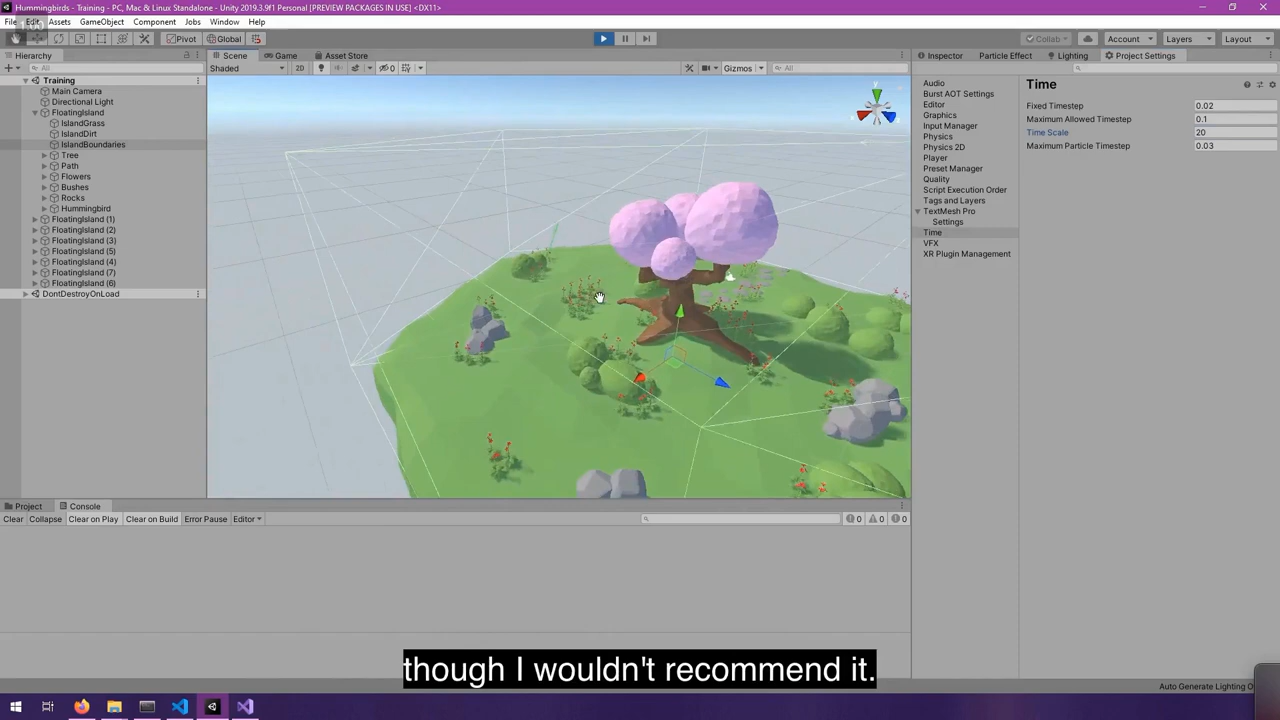 Hummingbirds - Training - PC, Mac & Linux Standalone - Unity 2019.3.9f1 Personal [PREVIEW PACKAGES IN USE] <DX11>
File Edit Assets GameObject Component Jobs Window Help
1:00
Pivot Global Collab Account Layers Layout
Hierarchy
All
Training
Main Camera
Directional Light
FloatingIsland
IslandGrass
IslandDirt
IslandBoundaries
Tree
Path
Flowers
Bushes
Rocks
Hummingbird
FloatingIsland (1)
FloatingIsland (2)
FloatingIsland (3)
FloatingIsland (5)
FloatingIsland (4)
FloatingIsland (7)
FloatingIsland (6)
DontDestroyOnLoad
Scene Game Asset Store
Shaded 2D 0 Gizmos All
y
x
z
Inspector Particle Effect Lighting Project Settings
Audio
Burst AOT Settings
Editor
Graphics
Input Manager
Physics
Physics 2D
Player
Preset Manager
Quality
Script Execution Order
Tags and Layers
TextMesh Pro
Settings
Time
VFX
XR Plugin Management
Time
Fixed Timestep 0.02
Maximum Allowed Timestep 0.1
Time Scale 20
Maximum Particle Timestep 0.03
Project Console
Clear Collapse Clear on Play Clear on Build Error Pause Editor 0 0 0
though I wouldn't recommend it.
Auto Generate Lighting O